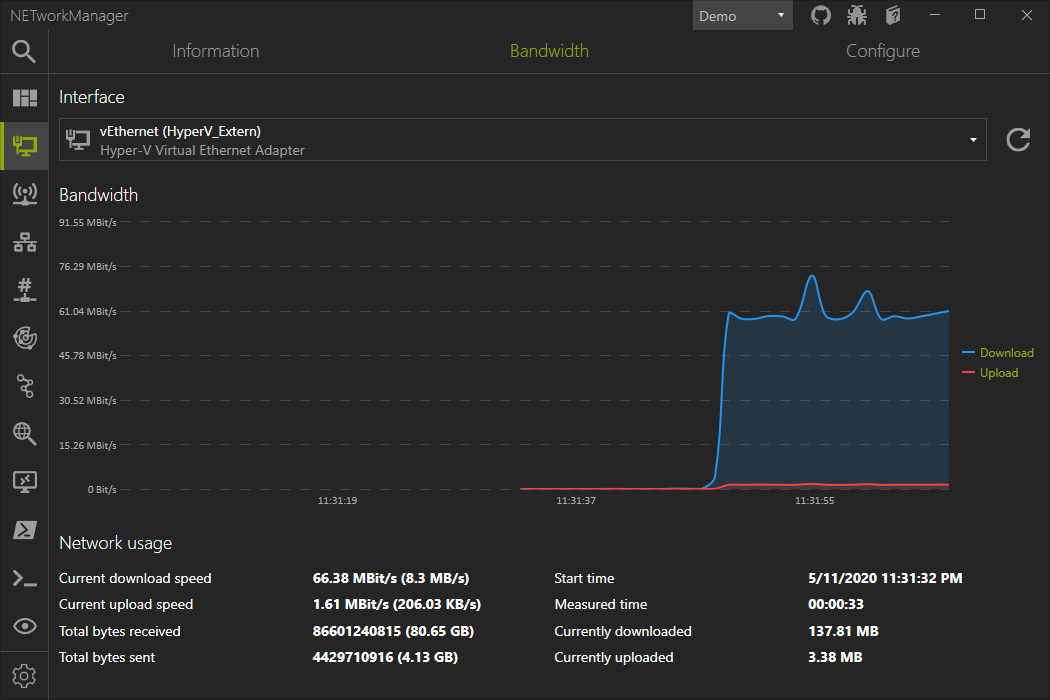 NETworkManager
Demo
Information
Bandwidth
Configure
Interface
vEthernet (HyperV_Extern)
Hyper-V Virtual Ethernet Adapter
Bandwidth
91.55 MBit/s
76.29 MBit/s
61.04 MBit/s
45.78 MBit/s
30.52 MBit/s
15.26 MBit/s
0 Bit/s
11:31:19
11:31:37
11:31:55
Download
Upload
Network usage
Current download speed 66.38 MBit/s (8.3 MB/s) Start time 5/11/2020 11:31:32 PM
Current upload speed 1.61 MBit/s (206.03 KB/s) Measured time 00:00:33
Total bytes received 86601240815 (80.65 GB) Currently downloaded 137.81 MB
Total bytes sent 4429710916 (4.13 GB) Currently uploaded 3.38 MB